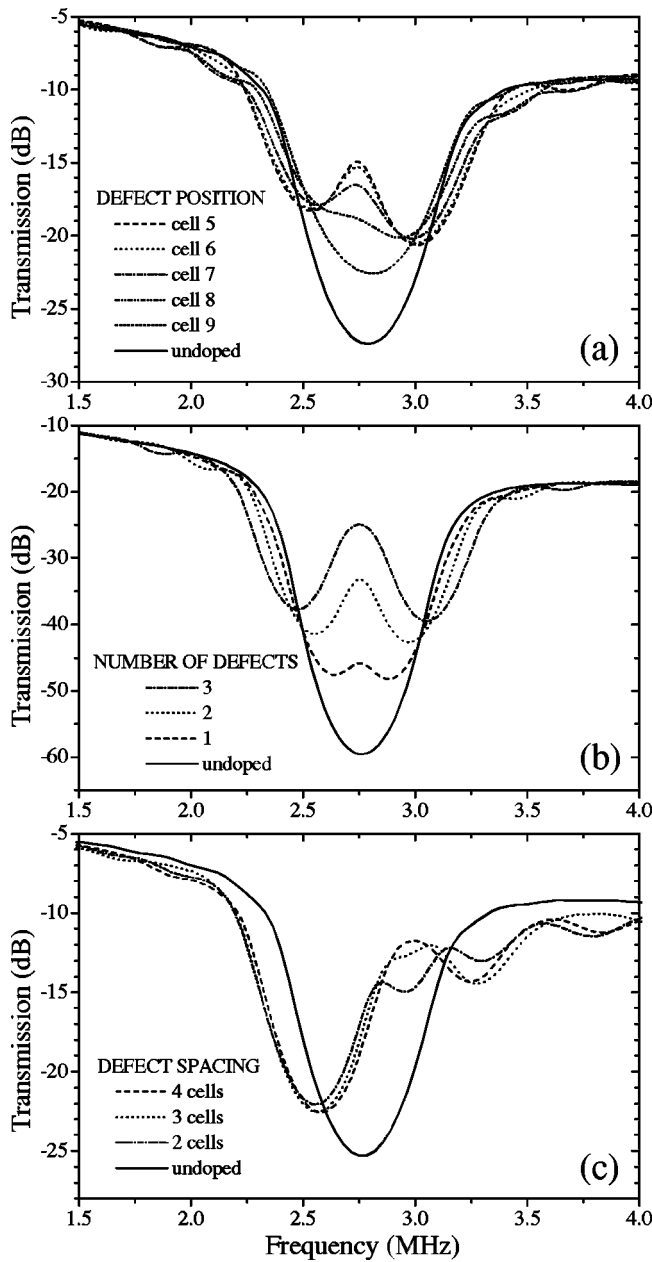 -5
-10
-15
-20
-25
-30
Transmission (dB)
DEFECT POSITION
cell 5
cell 6
cell 7
cell 8
cell 9
undoped
(a)
1.5 2.0 2.5 3.0 3.5 4.0
-10
-20
-30
-40
-50
-60
Transmission (dB)
NUMBER OF DEFECTS
3
2
1
undoped
(b)
1.5 2.0 2.5 3.0 3.5 4.0
-5
-10
-15
-20
-25
Transmission (dB)
DEFECT SPACING
4 cells
3 cells
2 cells
undoped
(c)
1.5 2.0 2.5 3.0 3.5 4.0
Frequency (MHz)